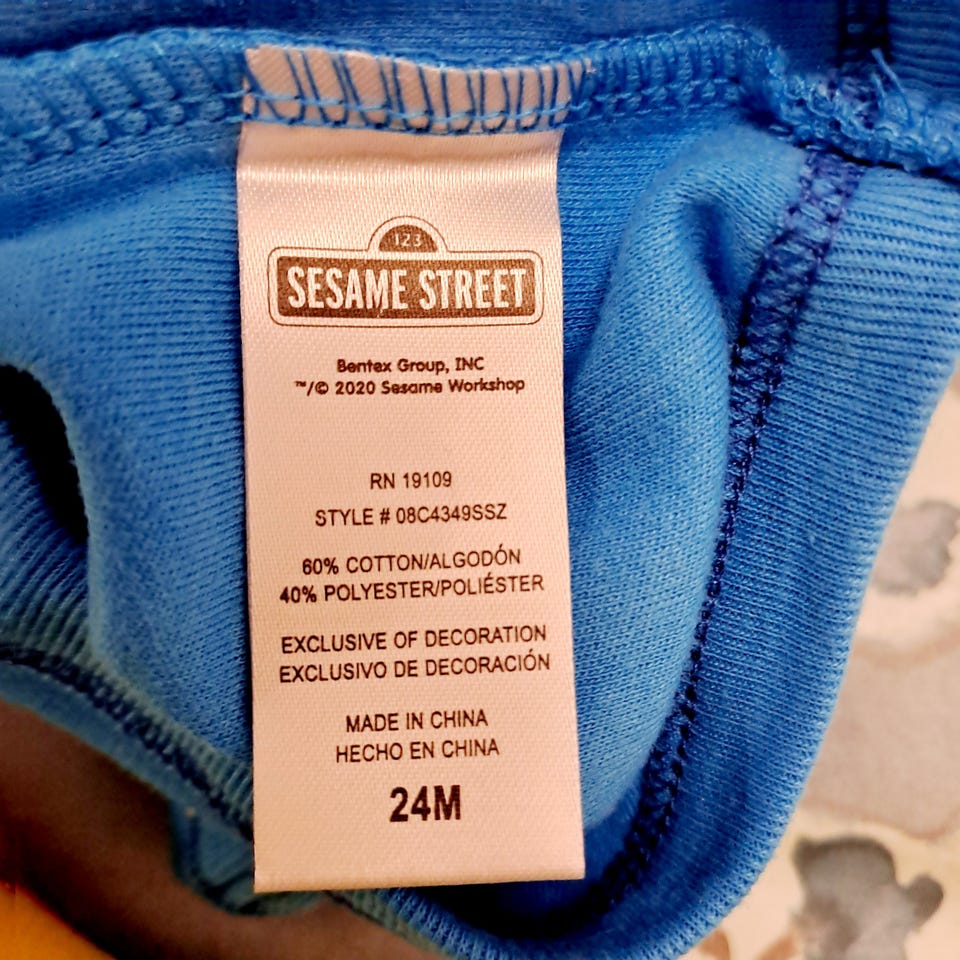 123
SESAME STREET
Bentex Group, INC
™/© 2020 Sesame Workshop
RN 19109
STYLE # 08C4349SSZ
60% COTTON/ALGODÓN
40% POLYESTER/POLIÉSTER
EXCLUSIVE OF DECORATION
EXCLUSIVO DE DECORACIÓN
MADE IN CHINA
HECHO EN CHINA
24M